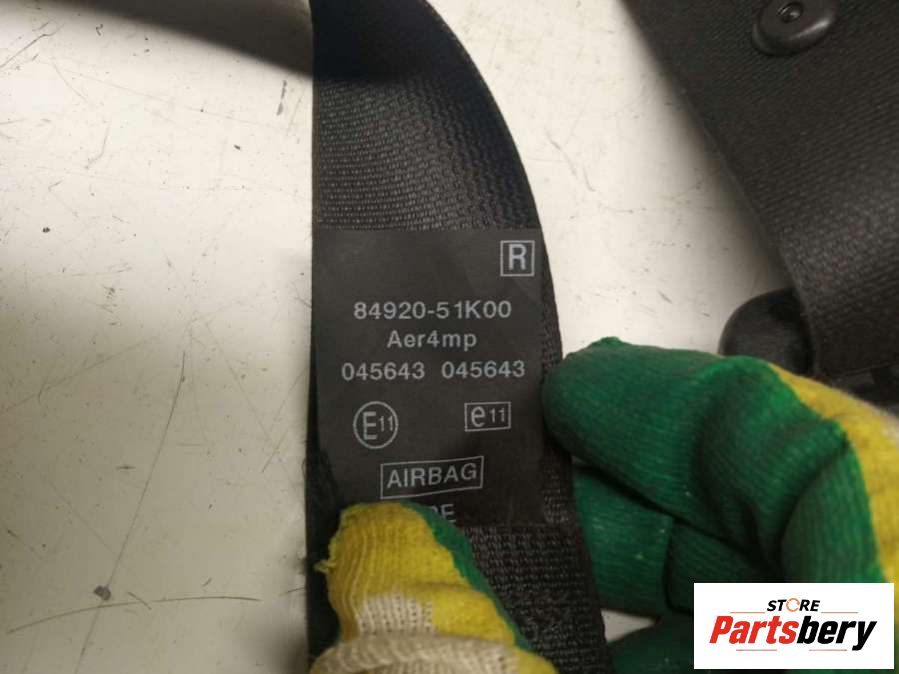 R
84920-51K00
Aer4mp
045643 045643
E11 e11
AIRBAG
STORE
Partsbery